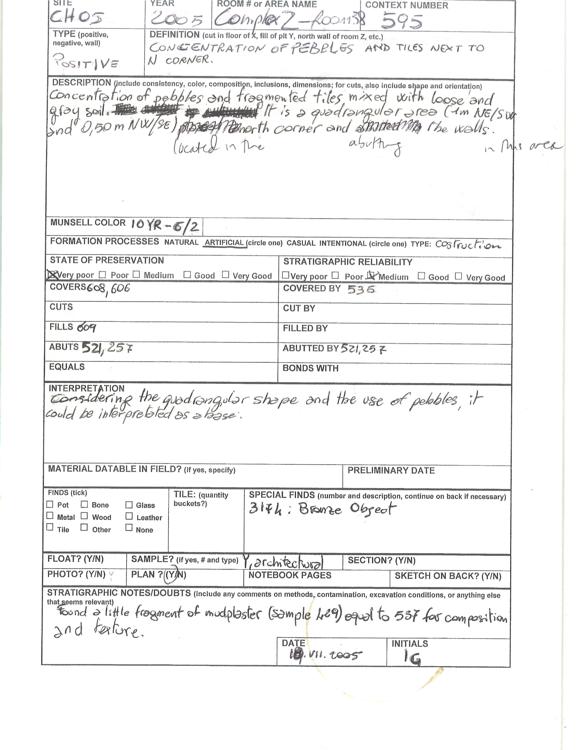 SITE YEAR ROOM # or AREA NAME CONTEXT NUMBER
CH05 2005 Complex Z-Room 58 595
TYPE (positive, negative, wall) DEFINITION (cut in floor of X, fill of pit Y, north wall of room Z, etc.)
POSITIVE CONCENTRATION OF PEBBLES AND TILES NEXT TO
N CORNER.
DESCRIPTION (include consistency, color, composition, inclusions, dimensions; for cuts, also include shape and orientation)
Concentration of pebbles and fragmented tiles, mixed with loose and
gray soil. It is a quadrangular area (1m NE/SW
and 0,50 m NW/SE) north corner and the walls.
located in the abutting in this area
MUNSELL COLOR 10YR-6/2
FORMATION PROCESSES NATURAL ARTIFICIAL (circle one) CASUAL INTENTIONAL (circle one) TYPE: Costruction
STATE OF PRESERVATION STRATIGRAPHIC RELIABILITY
Very poor Poor Medium Good Very Good Very poor Poor Medium Good Very Good
COVERS 608, 606 COVERED BY 536
CUTS CUT BY
FILLS 609 FILLED BY
ABUTS 521, 257 ABUTTED BY 521, 257
EQUALS BONDS WITH
INTERPRETATION
Considering the quadrangular shape and the use of pebbles, it
could be interpretated as a base.
MATERIAL DATABLE IN FIELD? (if yes, specify) PRELIMINARY DATE
FINDS (tick) TILE: (quantity buckets?) SPECIAL FINDS (number and description, continue on back if necessary)
Pot Bone Glass 3174: Bronze Object
Metal Wood Leather
Tile Other None
FLOAT? (Y/N) SAMPLE? (if yes, # and type) Y, architectural SECTION? (Y/N)
PHOTO? (Y/N) Y PLAN? (Y/N) NOTEBOOK PAGES SKETCH ON BACK? (Y/N)
STRATIGRAPHIC NOTES/DOUBTS (include any comments on methods, contamination, excavation conditions, or anything else
that seems relevant)
Found a little fragment of mudplaster (sample 429) equal to 537 for composition
and texture.
DATE INITIALS
18.VII.2005 IG